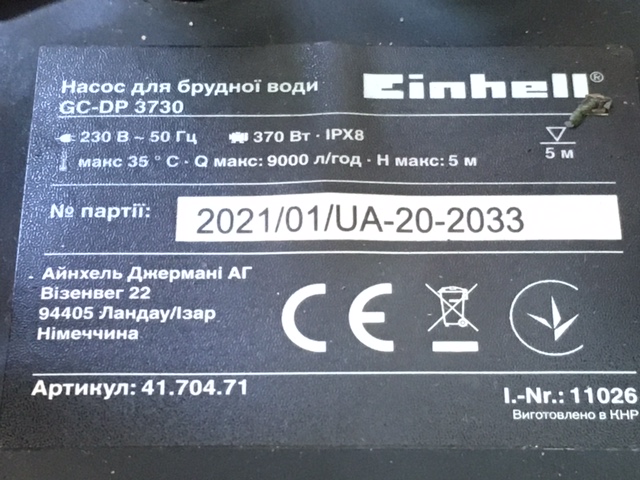 Насос для брудної води
GC-DP 3730
Einhell®
230 В ~ 50 Гц 370 Вт · IPX8
макс 35 ° C · Q макс: 9000 л/год · H макс: 5 м
5 м
№ партії: 2021/01/UA-20-2033
Айнхель Джермані АГ
Візенвег 22
94405 Ландау/Ізар
Німеччина
CE
Артикул: 41.704.71
I.-Nr.: 11026
Виготовлено в КНР